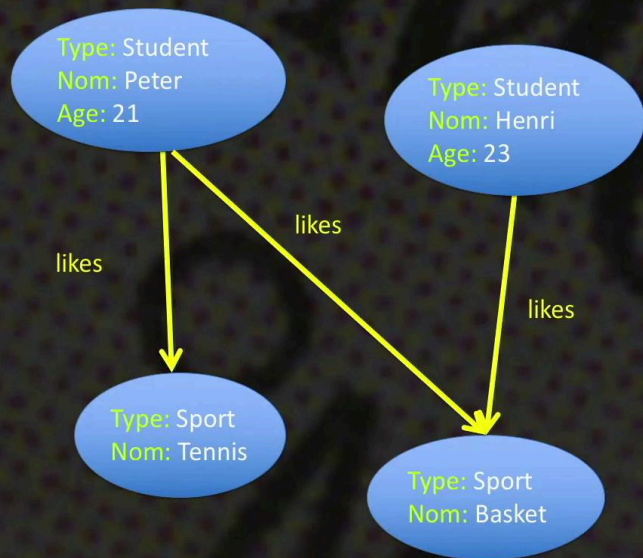 Type: Student
Nom: Peter
Age: 21
Type: Student
Nom: Henri
Age: 23
likes
likes
likes
Type: Sport
Nom: Tennis
Type: Sport
Nom: Basket